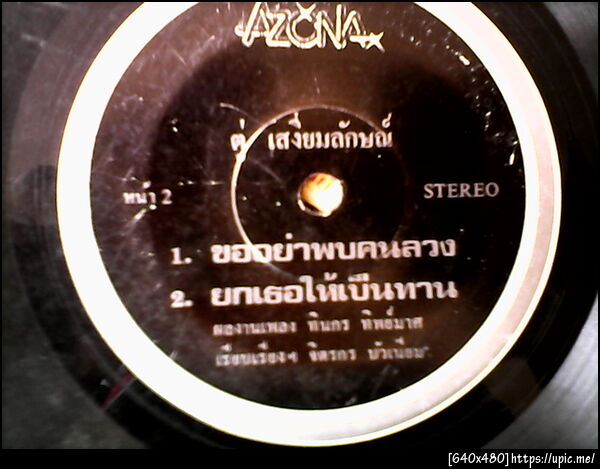 AZONA
ตุ่ เสงี่ยมลักษณ์
หน้า 2
STEREO
1. ขออย่าพบคนลวง
2. ยกเธอให้เป็นทาน
ผลงานเพลง ทินกร ทิพย์มาศ
เรียบเรียงฯ จิตรกร บัวเนียม
[640x480]https://upic.me/